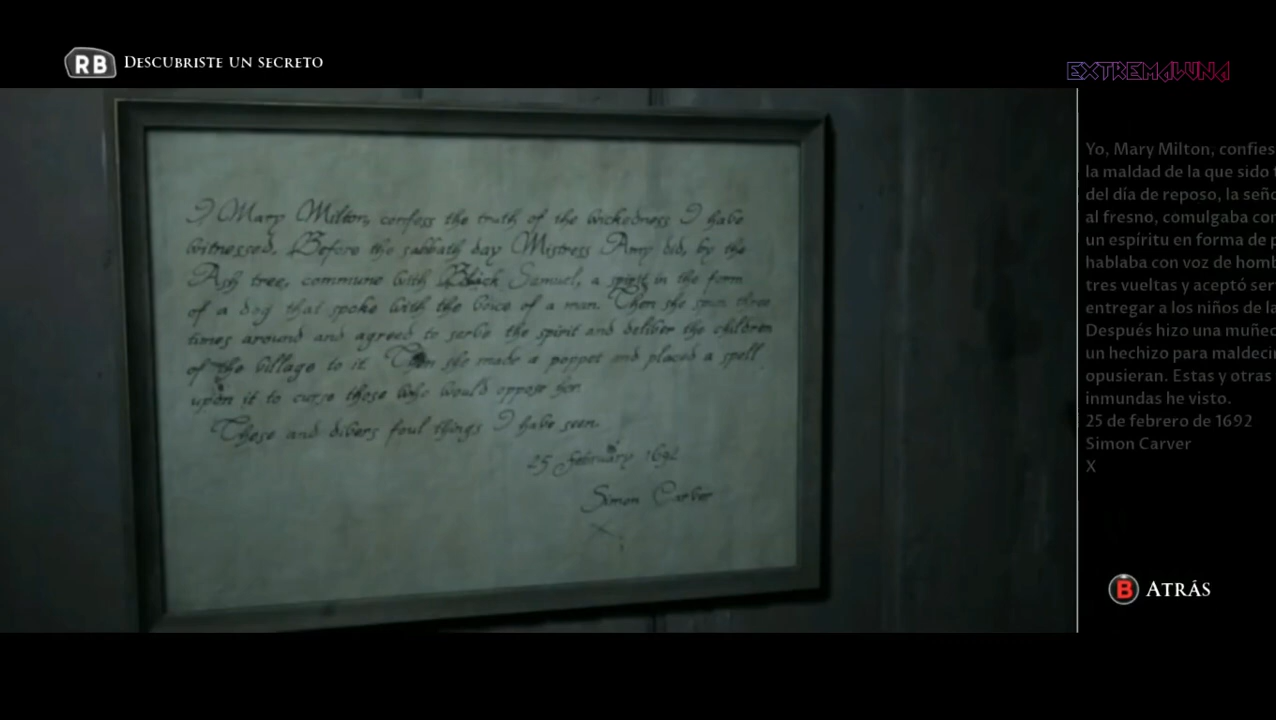 RB DESCUBRISTE UN SECRETO
EXTREMALUNA
I Mary Milton, confess the truth of the wickedness I have
witnessed. Before the sabbath day Mistress Amy did, by the
Ash tree, commune with Black Samuel, a spirit in the form
of a dog that spoke with the voice of a man. Then she spun three
times around and agreed to serve the spirit and deliver the children
of the village to it. Then she made a poppet and placed a spell
upon it to curse those who would oppose her.
These and divers foul things I have seen.
25 February 1692
Simon Carver
X
Yo, Mary Milton, confies
la maldad de la que sido t
del día de reposo, la seño
al fresno, comulgaba con
un espíritu en forma de p
hablaba con voz de homb
tres vueltas y aceptó ser
entregar a los niños de la
Después hizo una muñec
un hechizo para maldecir
opusieran. Estas y otras
inmundas he visto.
25 de febrero de 1692
Simon Carver
X
B ATRÁS